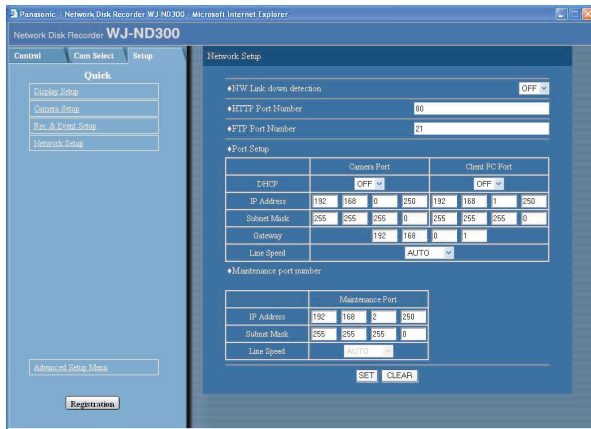 Panasonic Network Disk Recorder WJ-ND300 - Microsoft Internet Explorer
Network Disk Recorder WJ-ND300
Control Cam Select Setup
Quick
Display Setup
Camera Setup
Rec & Event Setup
Network Setup
Advanced Setup Menu
Registration
Network Setup
♦NW Link down detection OFF
♦HTTP Port Number 80
♦FTP Port Number 21
♦Port Setup
Camera Port Client PC Port
DHCP OFF OFF
IP Address 192 168 0 250 192 168 1 250
Subnet Mask 255 255 255 0 255 255 255 0
Gateway 192 168 0 1
Line Speed AUTO
♦Maintenance port number
Maintenance Port
IP Address 192 168 2 250
Subnet Mask 255 255 255 0
Line Speed AUTO
SET CLEAR